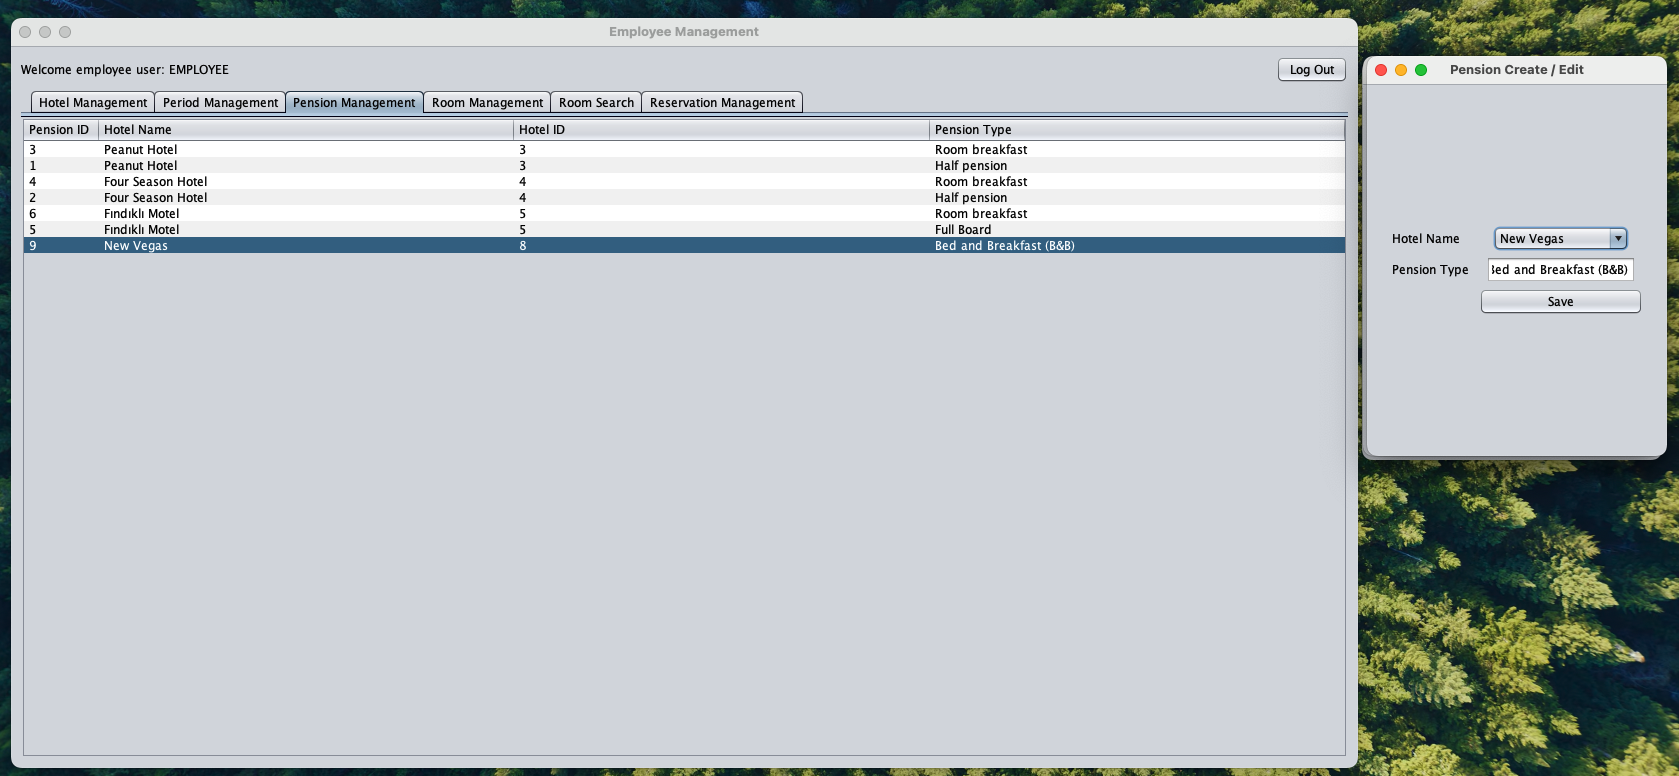 Employee Management
Welcome employee user: EMPLOYEE
Log Out
Hotel Management Period Management Pension Management Room Management Room Search Reservation Management
Pension ID Hotel Name Hotel ID Pension Type
3 Peanut Hotel 3 Room breakfast
1 Peanut Hotel 3 Half pension
4 Four Season Hotel 4 Room breakfast
2 Four Season Hotel 4 Half pension
6 Fındıklı Motel 5 Room breakfast
5 Fındıklı Motel 5 Full Board
9 New Vegas 8 Bed and Breakfast (B&B)
Pension Create / Edit
Hotel Name New Vegas
Pension Type Bed and Breakfast (B&B)
Save